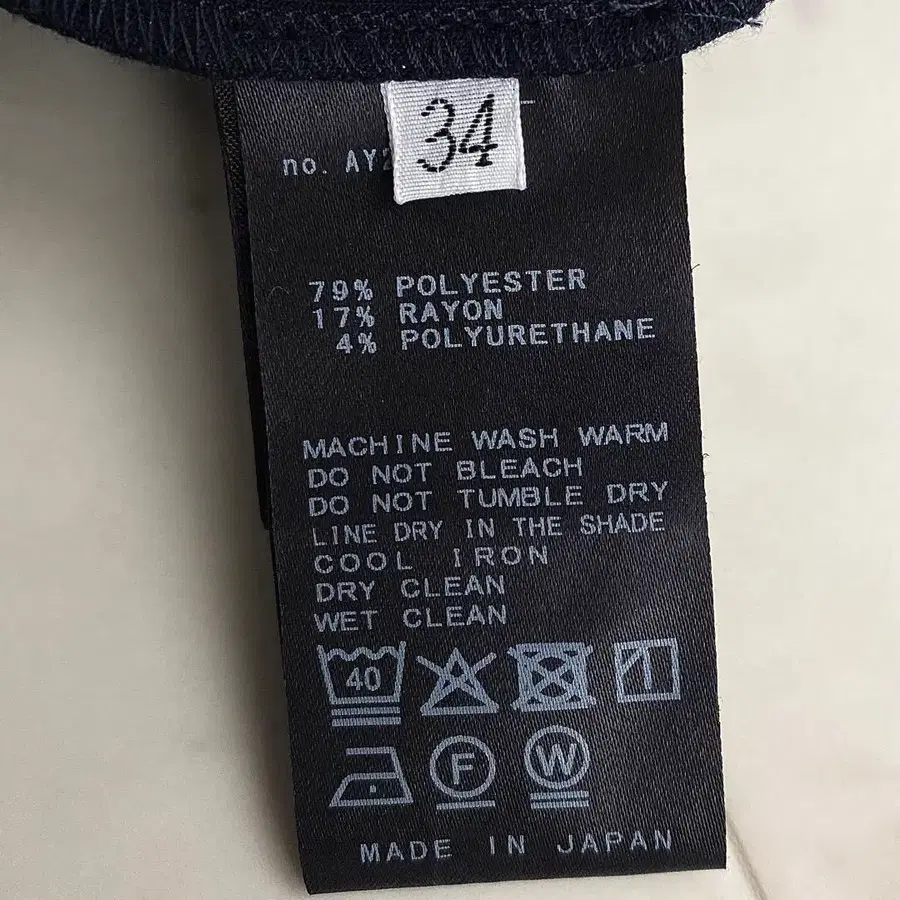 34
no. AY
79% POLYESTER
17% RAYON
4% POLYURETHANE
MACHINE WASH WARM
DO NOT BLEACH
DO NOT TUMBLE DRY
LINE DRY IN THE SHADE
COOL IRON
DRY CLEAN
WET CLEAN
40
F W
MADE IN JAPAN